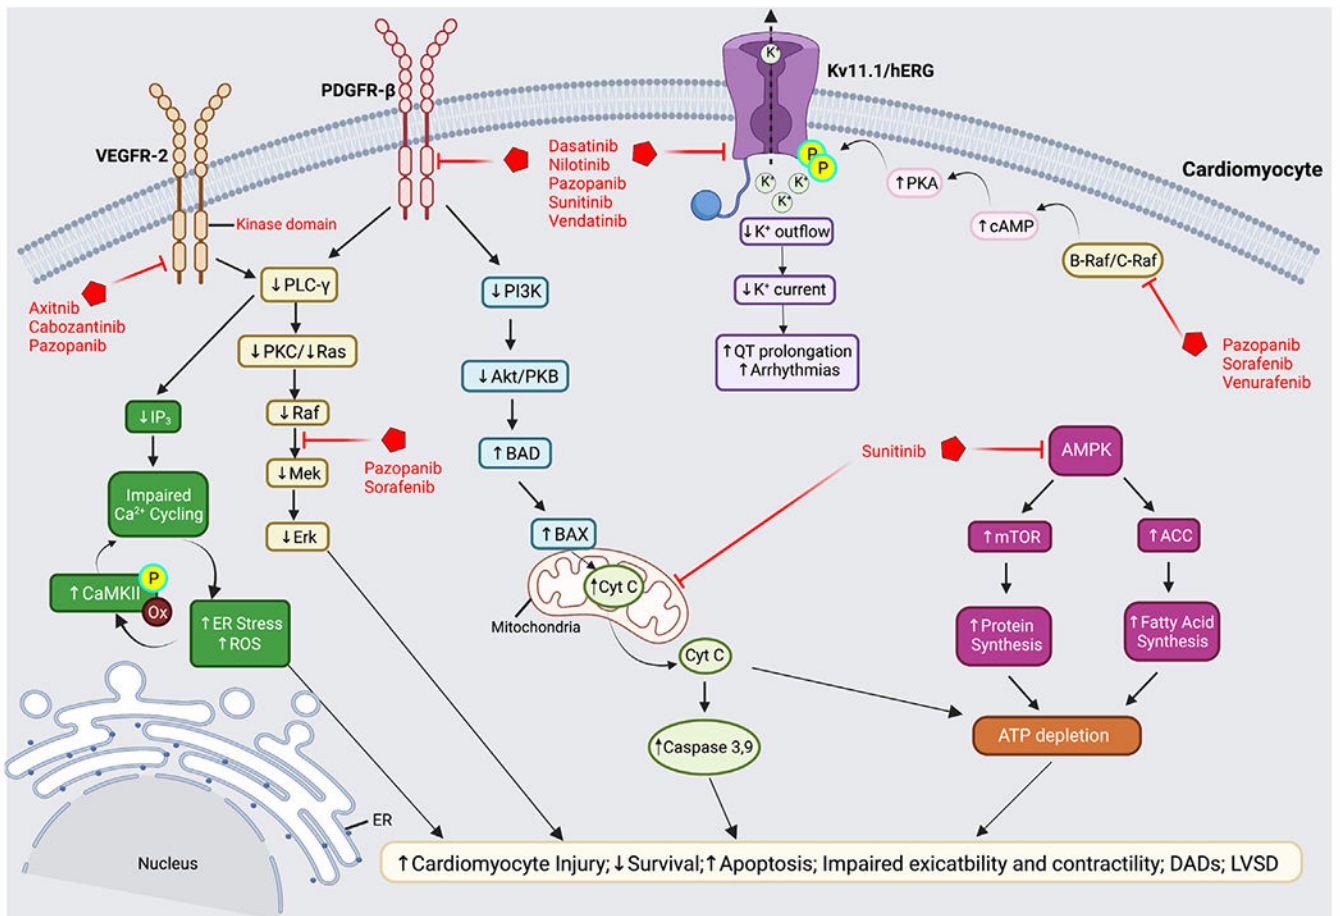 K⁺
Kv11.1/hERG
PDGFR-β
VEGFR-2
Dasatinib
Nilotinib
Pazopanib
Sunitinib
Vendatinib
P
P
K⁺
K⁺
K⁺
Cardiomyocyte
↑PKA
↑cAMP
B-Raf/C-Raf
Kinase domain
↓K⁺ outflow
↓K⁺ current
↑QT prolongation
↑Arrhythmias
Axitnib
Cabozantinib
Pazopanib
↓PLC-γ
↓PI3K
↓PKC/↓Ras
↓Akt/PKB
Pazopanib
Sorafenib
Venurafenib
↓IP₃
↓Raf
↑BAD
Pazopanib
Sorafenib
↓Mek
Sunitinib
AMPK
Impaired
Ca²⁺ Cycling
↓Erk
↑BAX
↑mTOR
↑ACC
↑CaMKII
P
Ox
↑Cyt C
Mitochondria
↑ER Stress
↑ROS
↑Protein
Synthesis
↑Fatty Acid
Synthesis
Cyt C
↑Caspase 3,9
ATP depletion
ER
Nucleus
↑Cardiomyocyte Injury;↓Survival;↑Apoptosis; Impaired exicatbility and contractility; DADs; LVSD